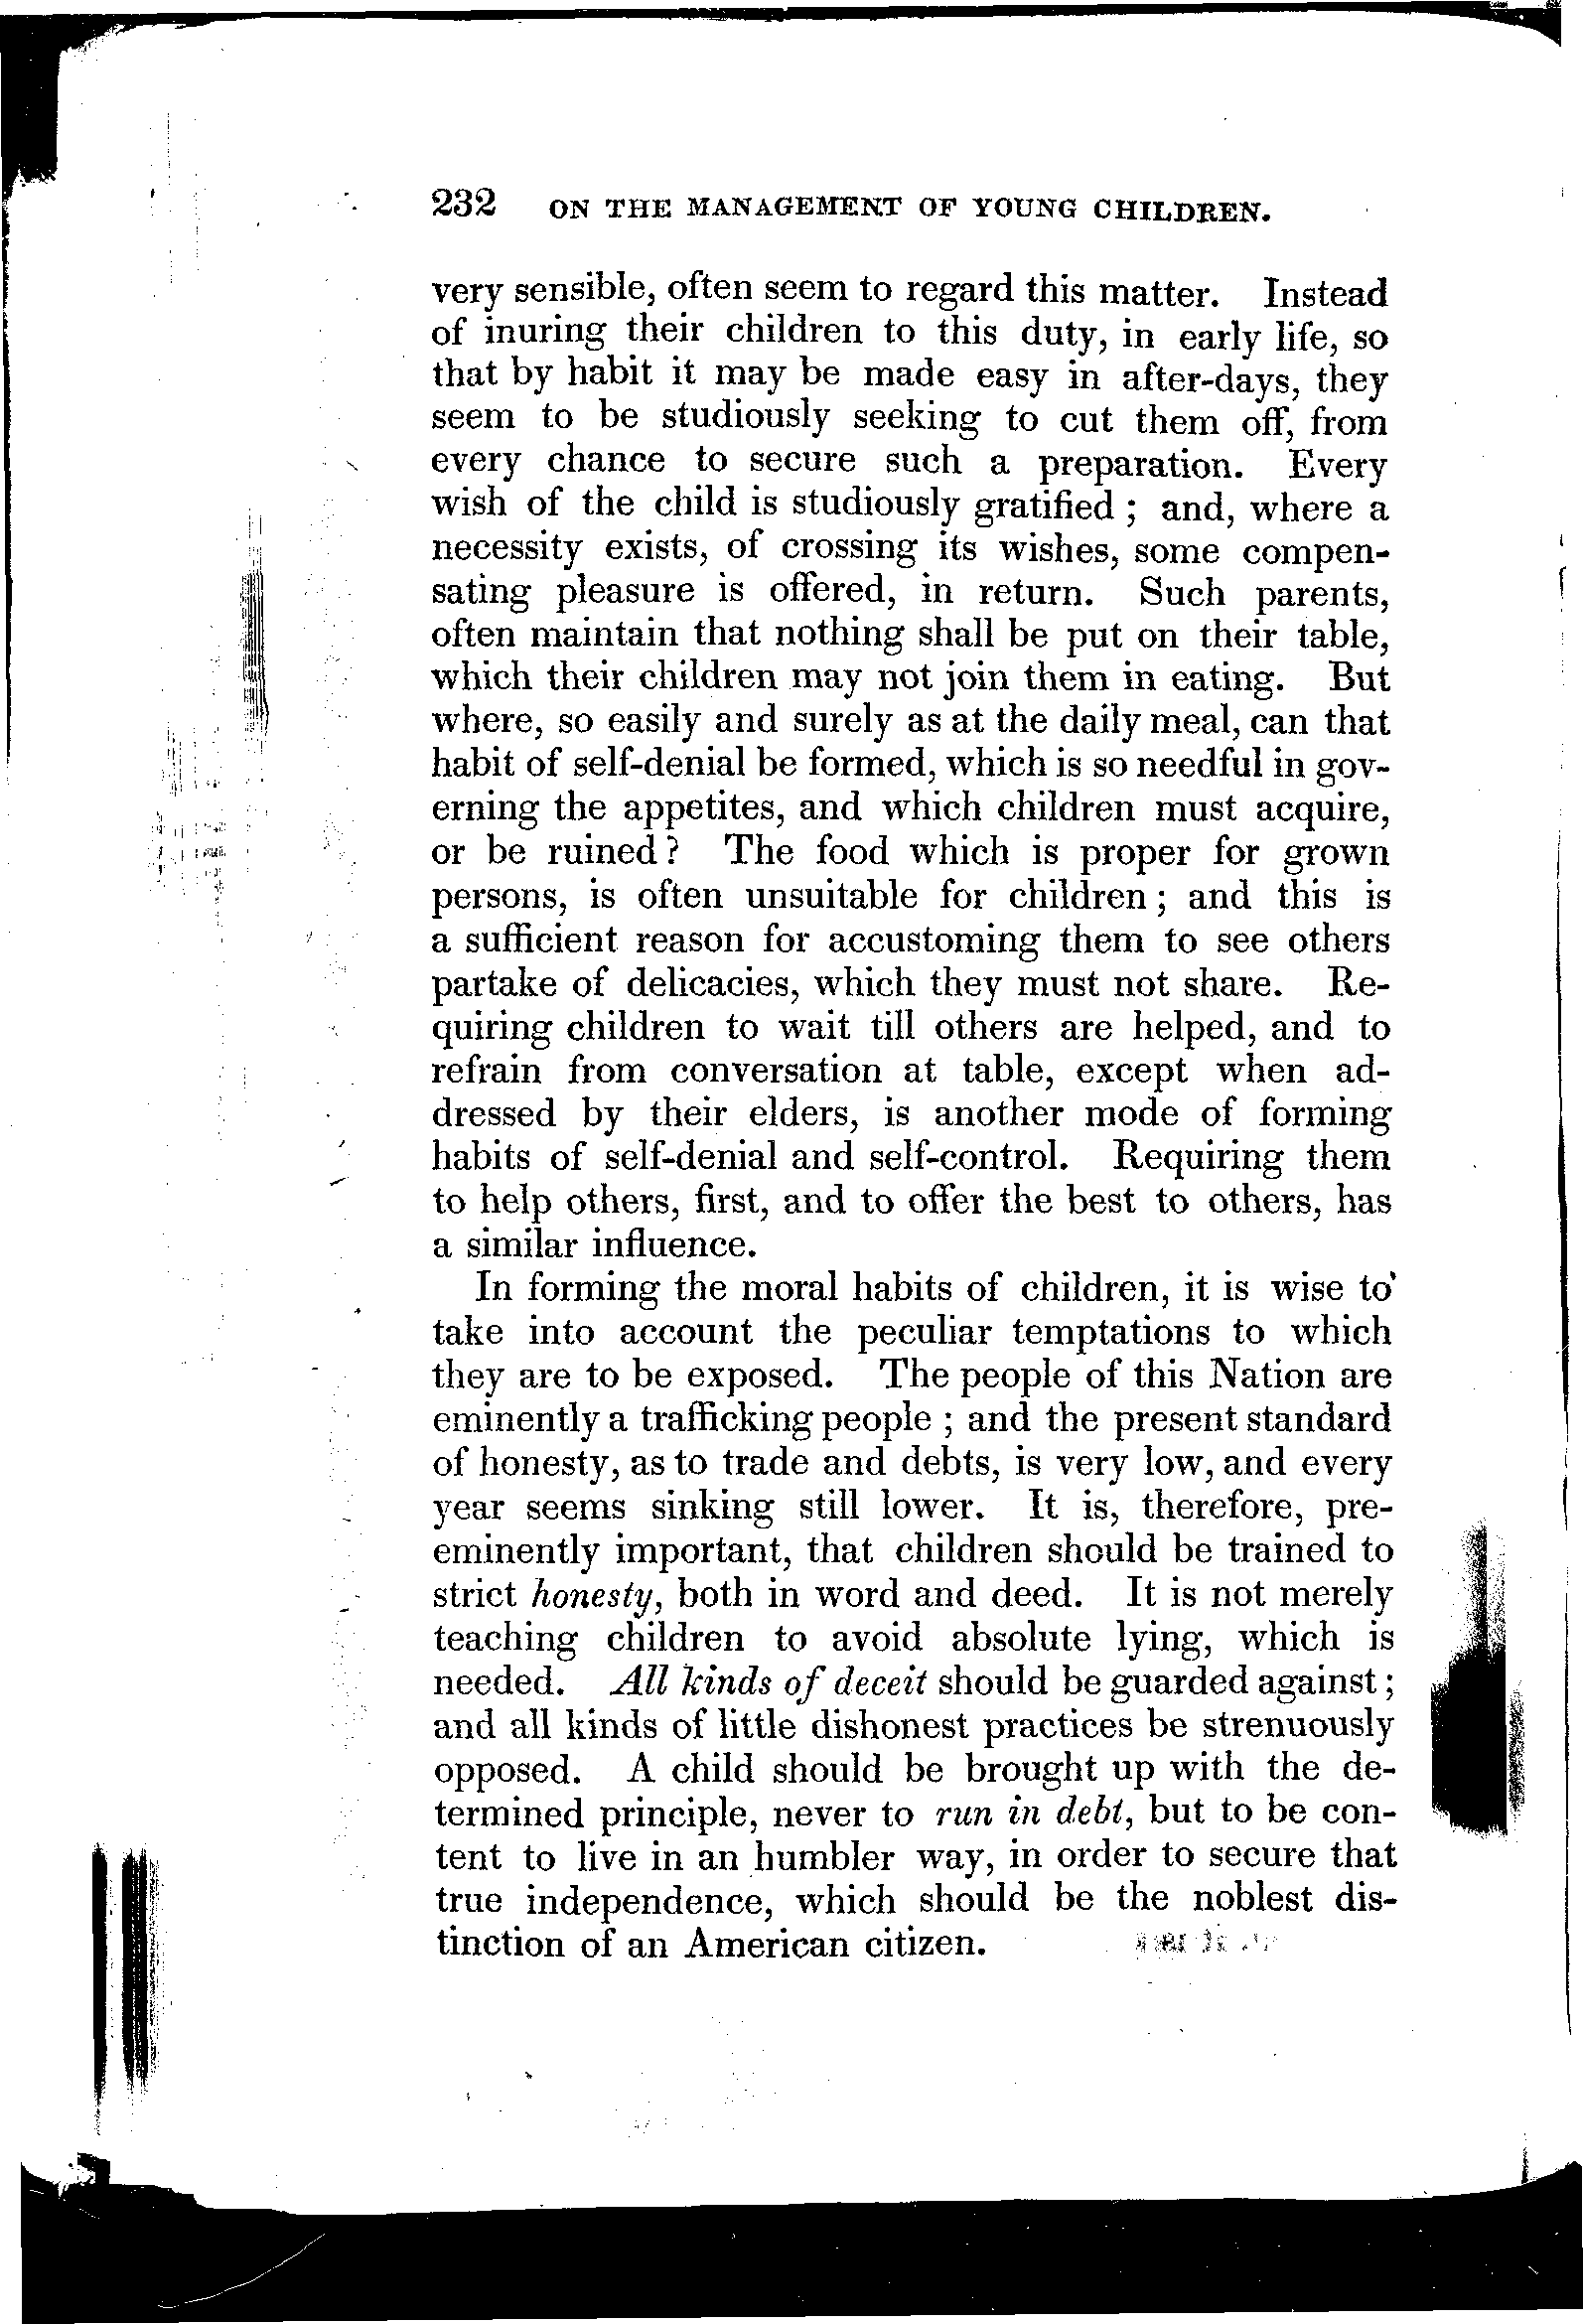 232 ON THE MANAGEMENT OF YOUNG CHILDREN.
very sensible, often seem to regard this matter. Instead
of inuring their children to this duty, in early life, so
that by habit it may be made easy in after-days, they
seem to be studiously seeking to cut them off, from
every chance to secure such a preparation. Every
wish of the child is studiously gratified ; and, where a
necessity exists, of crossing its wishes, some compen-
sating pleasure is offered, in return. Such parents,
often maintain that nothing shall be put on their table,
which their children may not join them in eating. But
where, so easily and surely as at the daily meal, can that
habit of self-denial be formed, which is so needful in gov-
erning the appetites, and which children must acquire,
or be ruined? The food which is proper for grown
persons, is often unsuitable for children; and this is
a sufficient reason for accustoming them to see others
partake of delicacies, which they must not share. Re-
quiring children to wait till others are helped, and to
refrain from conversation at table, except when ad-
dressed by their elders, is another mode of forming
habits of self-denial and self-control. Requiring them
to help others, first, and to offer the best to others, has
a similar influence.
In forming the moral habits of children, it is wise to
take into account the peculiar temptations to which
they are to be exposed. The people of this Nation are
eminently a trafficking people ; and the present standard
of honesty, as to trade and debts, is very low, and every
year seems sinking still lower. It is, therefore, pre-
eminently important, that children should be trained to
strict honesty, both in word and deed. It is not merely
teaching children to avoid absolute lying, which is
needed. All kinds of deceit should be guarded against;
and all kinds of little dishonest practices be strenuously
opposed. A child should be brought up with the de-
termined principle, never to run in debt, but to be con-
tent to live in an humbler way, in order to secure that
true independence, which should be the noblest dis-
tinction of an American citizen.